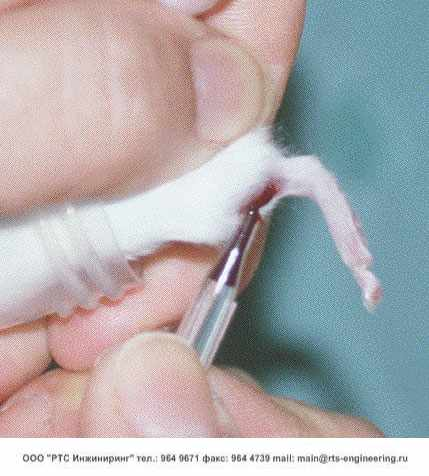 ООО "РТС Инжиниринг" тел.: 964 9671 факс: 964 4739 mail: main@rts-engineering.ru